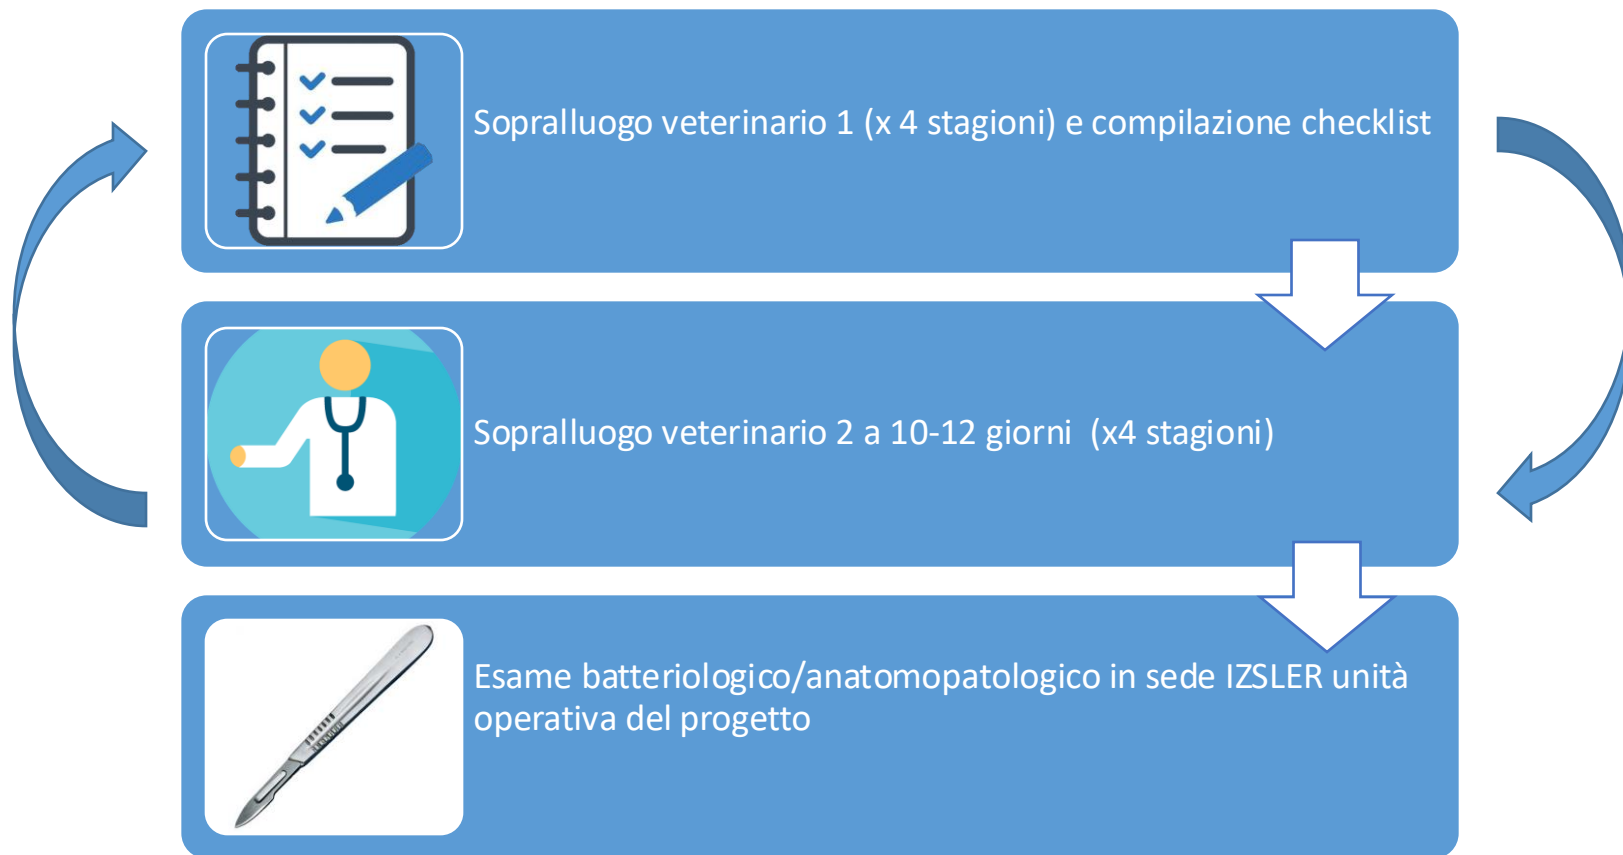 Sopralluogo veterinario 1 (x 4 stagioni) e compilazione checklist
Sopralluogo veterinario 2 a 10-12 giorni  (x4 stagioni)
Esame batteriologico/anatomopatologico in sede IZSLER unità
operativa del progetto